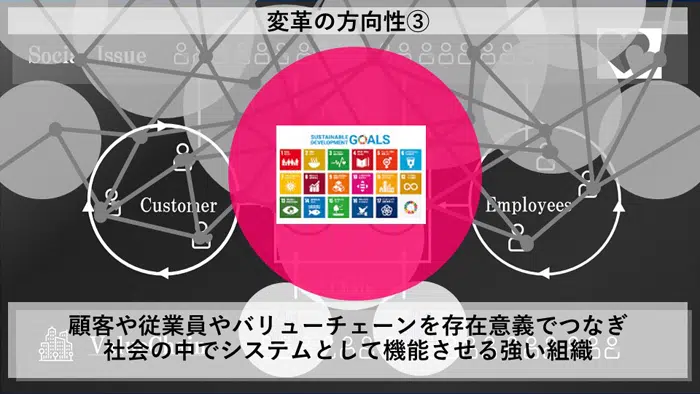 変革の方向性③
Social Issue
SUSTAINABLE
DEVELOPMENT GOALS
Customer
Employees
顧客や従業員やバリューチェーンを存在意義でつなぎ
社会の中でシステムとして機能させる強い組織